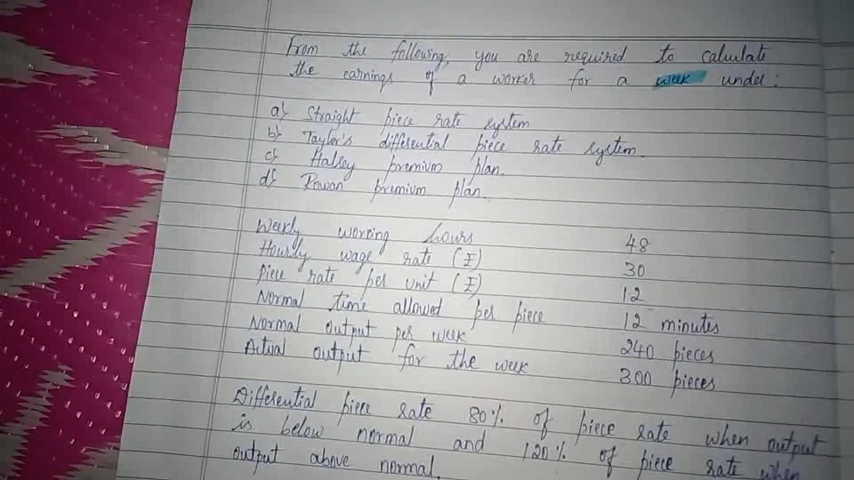 From the following, you are required to calculate
the earnings of a worker for a week under:
a) Straight piece rate system
b) Taylor's differential piece rate system.
c) Halsey premium plan.
d) Rowan premium plan.
Weekly working hours 48
Hourly wage rate (₹) 30
Piece rate per unit (₹) 12
Normal time allowed per piece 12 minutes
Normal output per week 240 pieces
Actual output for the week 300 pieces
Differential piece rate 80% of piece rate when output
is below normal and 120% of piece rate when
output above normal.